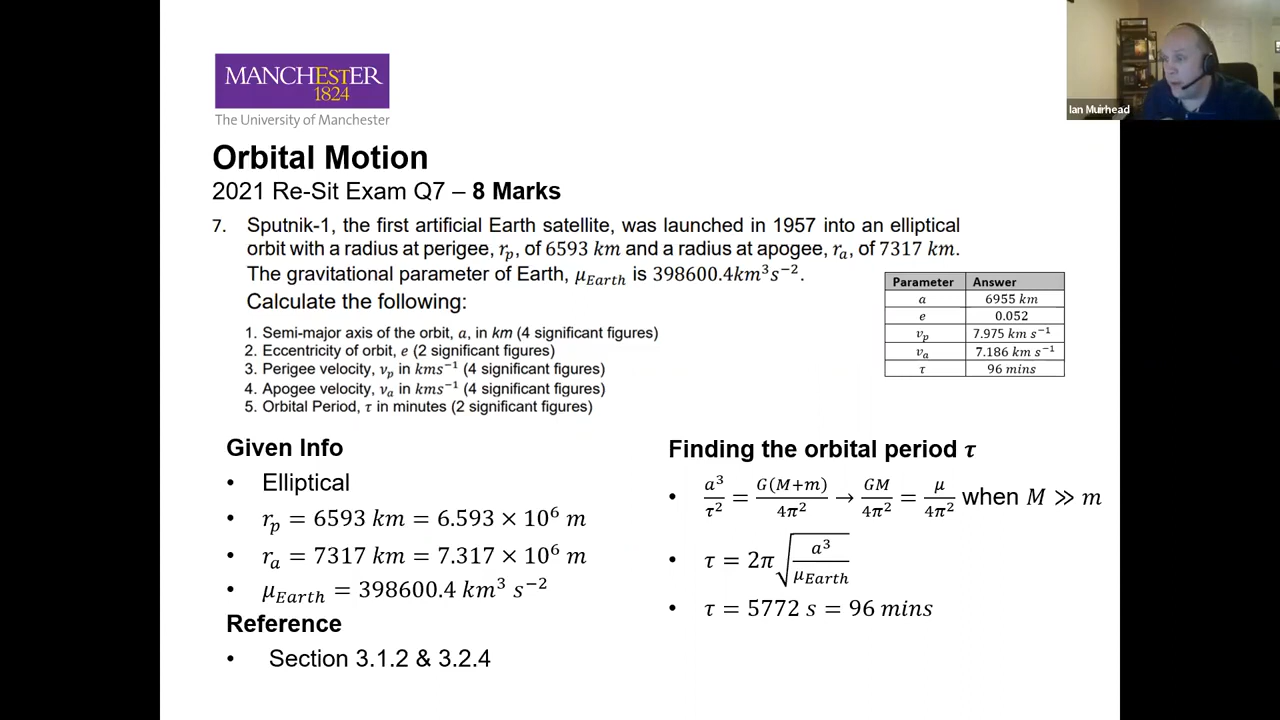 MANCHESTER
1824
The University of Manchester
Ian Muirhead
Orbital Motion
2021 Re-Sit Exam Q7 – 8 Marks
7. Sputnik-1, the first artificial Earth satellite, was launched in 1957 into an elliptical
orbit with a radius at perigee, r_p, of 6593 km and a radius at apogee, r_a, of 7317 km.
The gravitational parameter of Earth, μ_Earth is 398600.4km³s⁻².
Calculate the following:
1. Semi-major axis of the orbit, a, in km (4 significant figures)
2. Eccentricity of orbit, e (2 significant figures)
3. Perigee velocity, v_p in kms⁻¹ (4 significant figures)
4. Apogee velocity, v_a in kms⁻¹ (4 significant figures)
5. Orbital Period, τ in minutes (2 significant figures)
Parameter Answer
a 6955 km
e 0.052
v_p 7.975 km s⁻¹
v_a 7.186 km s⁻¹
τ 96 mins
Given Info
• Elliptical
• r_p = 6593 km = 6.593 × 10⁶ m
• r_a = 7317 km = 7.317 × 10⁶ m
• μ_Earth = 398600.4 km³ s⁻²
Reference
• Section 3.1.2 & 3.2.4
Finding the orbital period τ
• a³/τ² = G(M+m)/4π² → GM/4π² = μ/4π² when M ≫ m
• τ = 2π√(a³/μ_Earth)
• τ = 5772 s = 96 mins